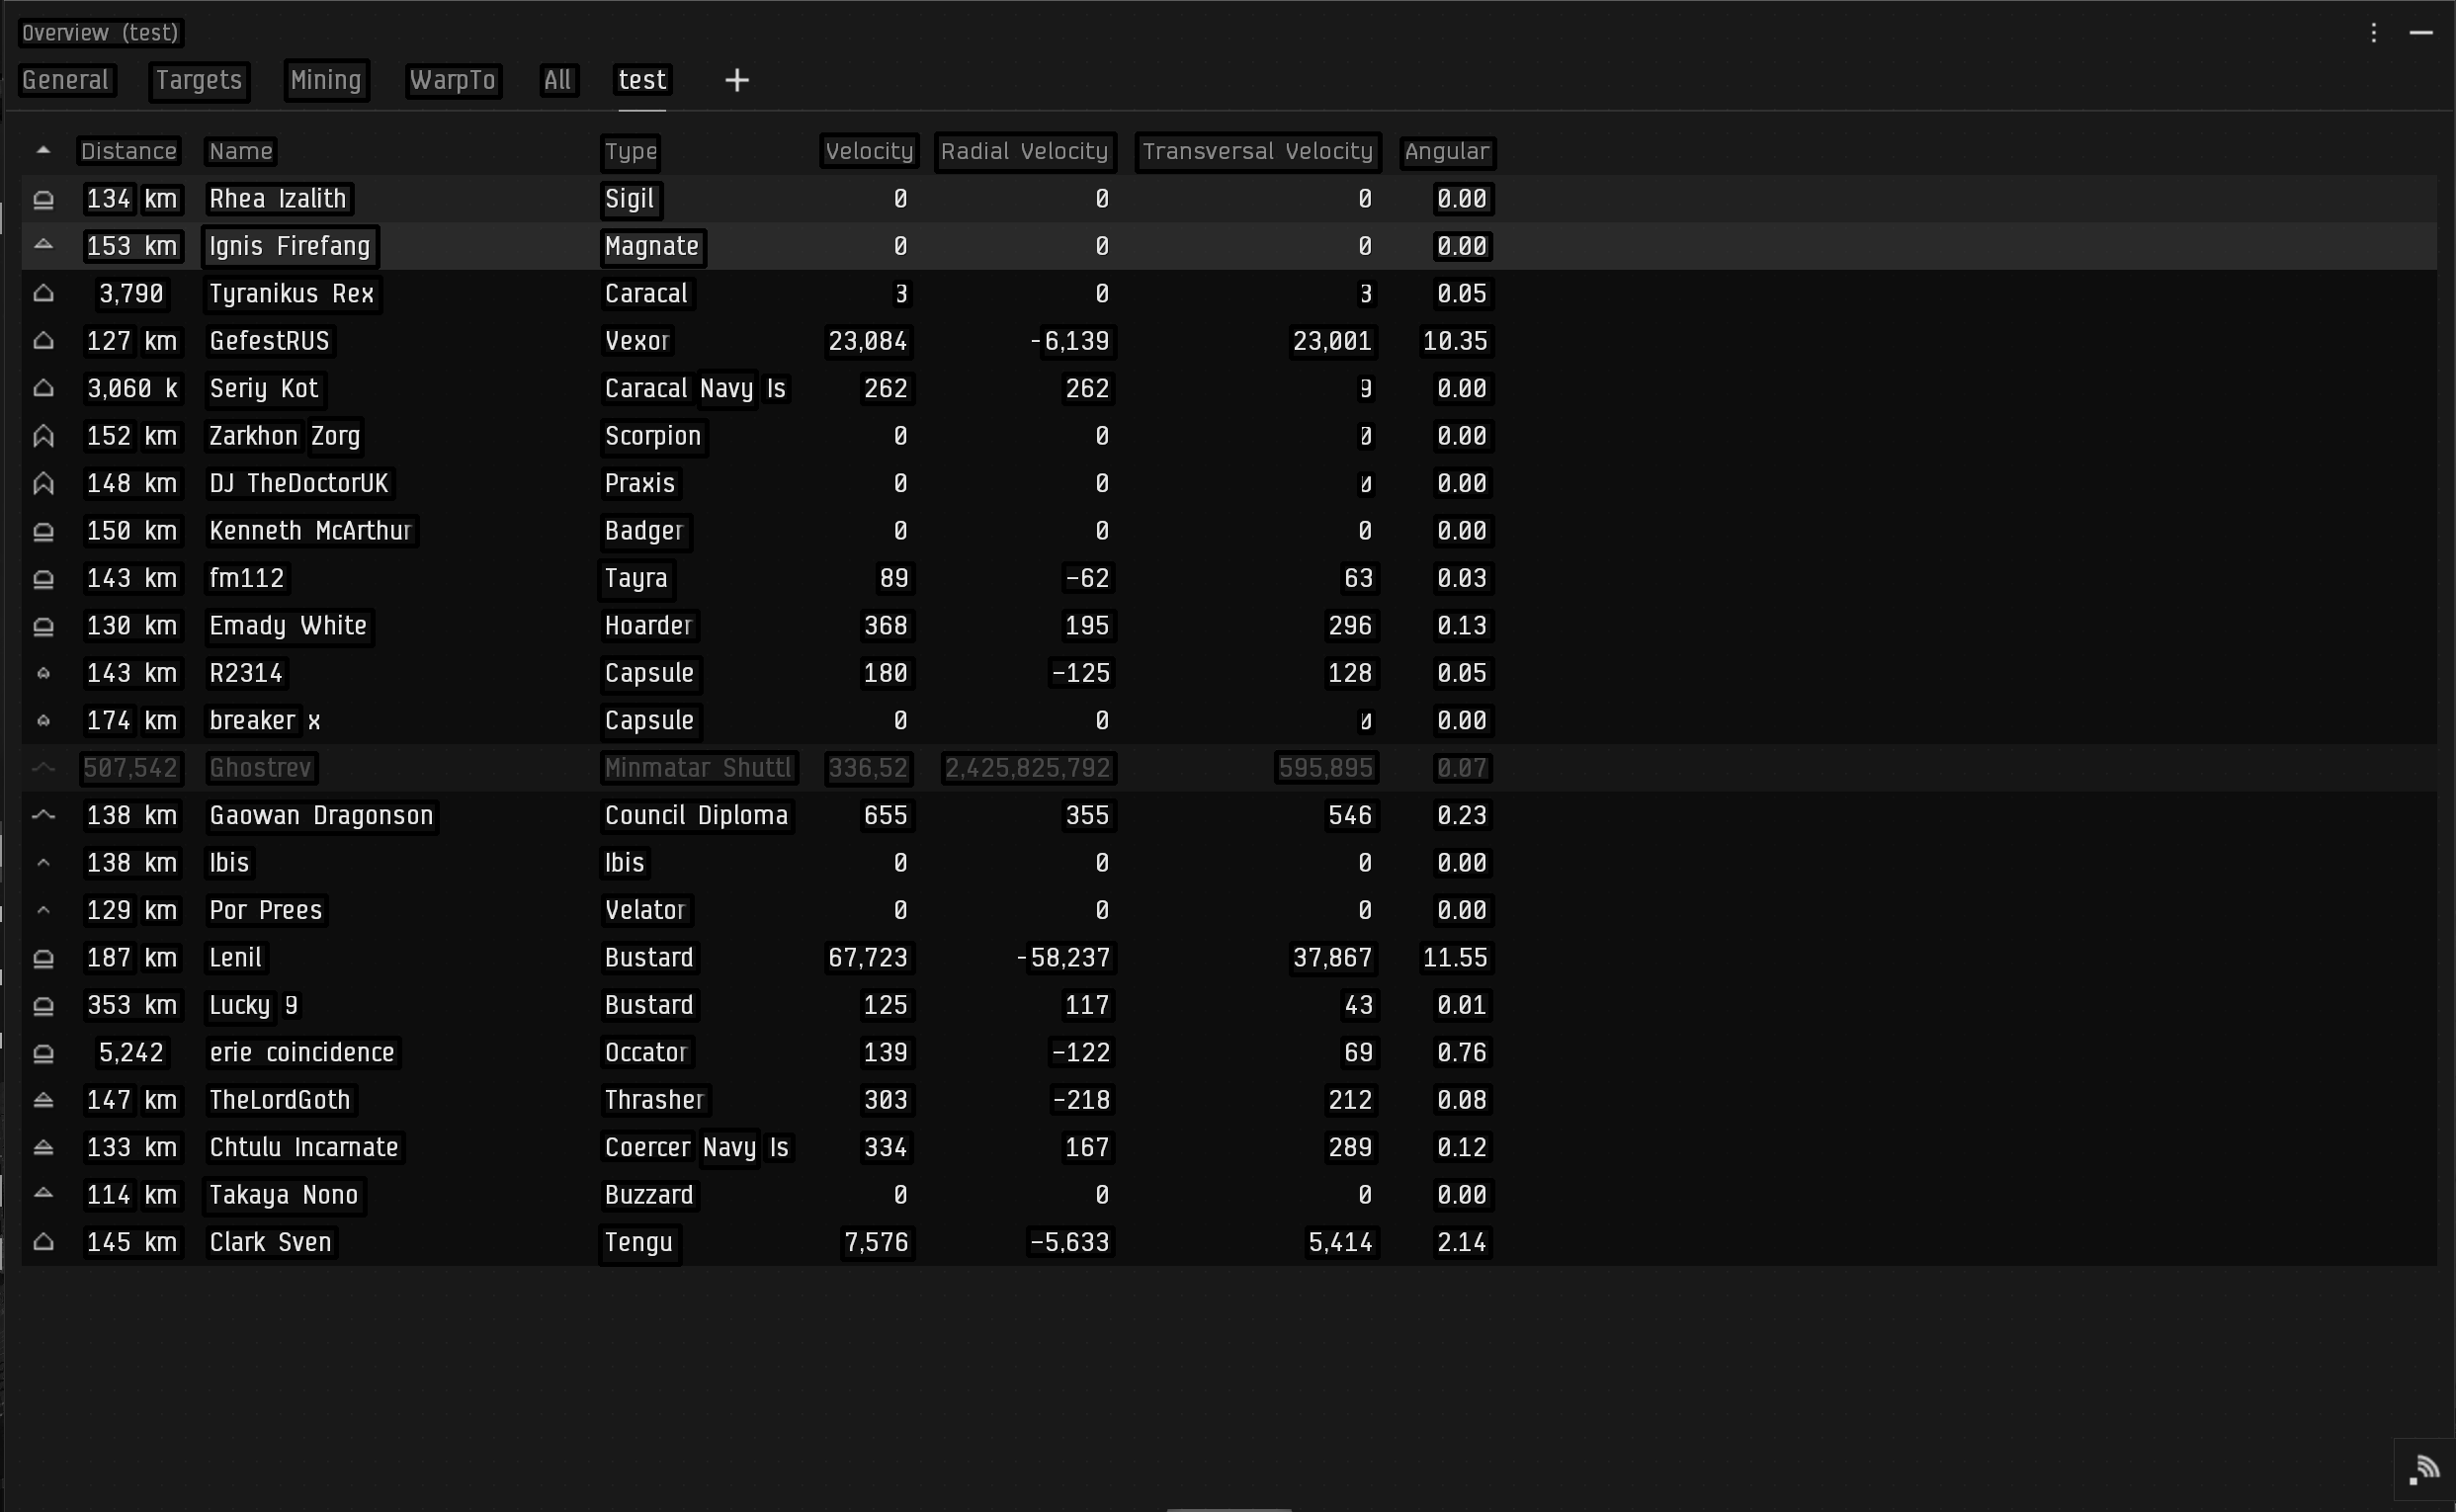 Overview (test)
General Targets Mining WarpTo All test +
Distance Name Type Velocity Radial Velocity Transversal Velocity Angular
134 km Rhea Izalith Sigil 0 0 0 0.00
153 km Ignis Firefang Magnate 0 0 0 0.00
3,790 Tyranikus Rex Caracal 3 0 3 0.05
127 km GefestRUS Vexor 23,084 -6,139 23,001 10.35
3,060 k Seriy Kot Caracal Navy Is 262 262 9 0.00
152 km Zarkhon Zorg Scorpion 0 0 0 0.00
148 km DJ TheDoctorUK Praxis 0 0 0 0.00
150 km Kenneth McArthur Badger 0 0 0 0.00
143 km fm112 Tayra 89 -62 63 0.03
130 km Emady White Hoarder 368 195 296 0.13
143 km R2314 Capsule 180 -125 128 0.05
174 km breaker x Capsule 0 0 0 0.00
507,542 Ghostrev Minmatar Shuttl 336,52 2,425,825,792 595,895 0.07
138 km Gaowan Dragonson Council Diploma 655 355 546 0.23
138 km Ibis Ibis 0 0 0 0.00
129 km Por Prees Velator 0 0 0 0.00
187 km Lenil Bustard 67,723 -58,237 37,867 11.55
353 km Lucky 9 Bustard 125 117 43 0.01
5,242 erie coincidence Occator 139 -122 69 0.76
147 km TheLordGoth Thrasher 303 -218 212 0.08
133 km Chtulu Incarnate Coercer Navy Is 334 167 289 0.12
114 km Takaya Nono Buzzard 0 0 0 0.00
145 km Clark Sven Tengu 7,576 -5,633 5,414 2.14